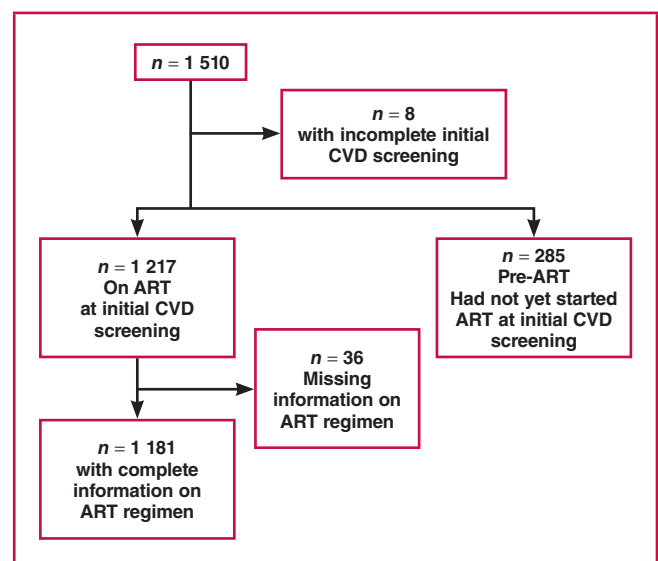 n = 1 510
n = 8
with incomplete initial
CVD screening
n = 1 217
On ART
at initial CVD
screening
n = 285
Pre-ART
Had not yet started
ART at initial CVD
screening
n = 36
Missing
information on
ART regimen
n = 1 181
with complete
information on
ART regimen